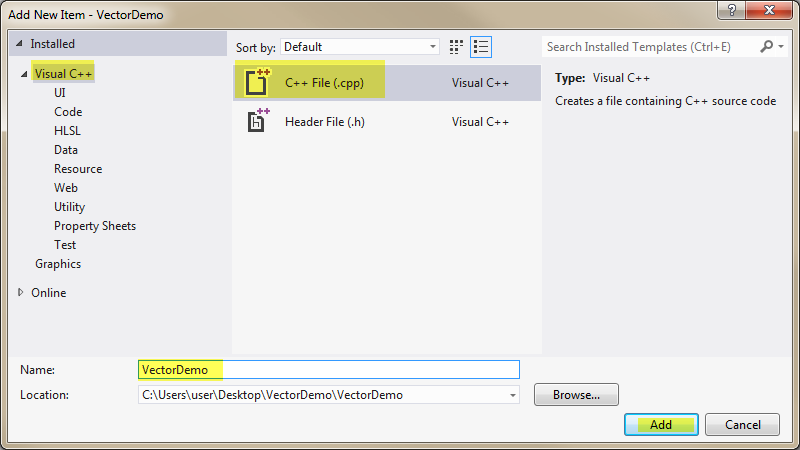 Add New Item - VectorDemo
Installed
Sort by: Default
Search Installed Templates (Ctrl+E)
Visual C++
UI
Code
HLSL
Data
Resource
Web
Utility
Property Sheets
Test
Graphics
Online
C++ File (.cpp) Visual C++
Header File (.h) Visual C++
Type: Visual C++
Creates a file containing C++ source code
Name: VectorDemo
Location: C:\Users\user\Desktop\VectorDemo\VectorDemo
Browse...
Add Cancel